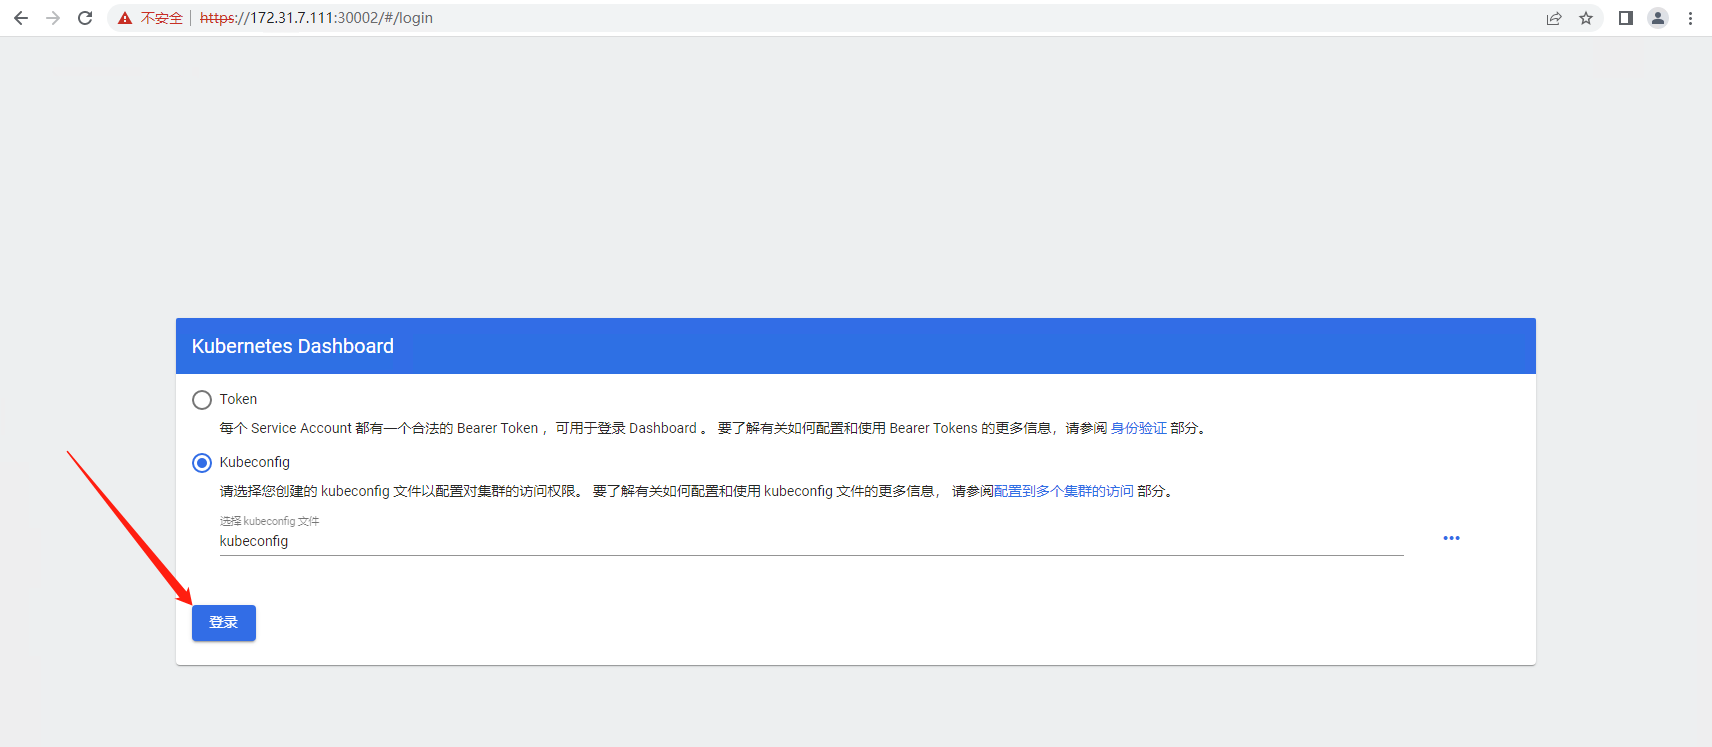 不安全 https://172.31.7.111:30002/#/login
Kubernetes Dashboard
Token
每个 Service Account 都有一个合法的 Bearer Token ，可用于登录 Dashboard 。 要了解有关如何配置和使用 Bearer Tokens 的更多信息，请参阅 身份验证 部分。
Kubeconfig
请选择您创建的 kubeconfig 文件以配置对集群的访问权限。 要了解有关如何配置和使用 kubeconfig 文件的更多信息， 请参阅配置到多个集群的访问 部分。
选择 kubeconfig 文件
kubeconfig
登录